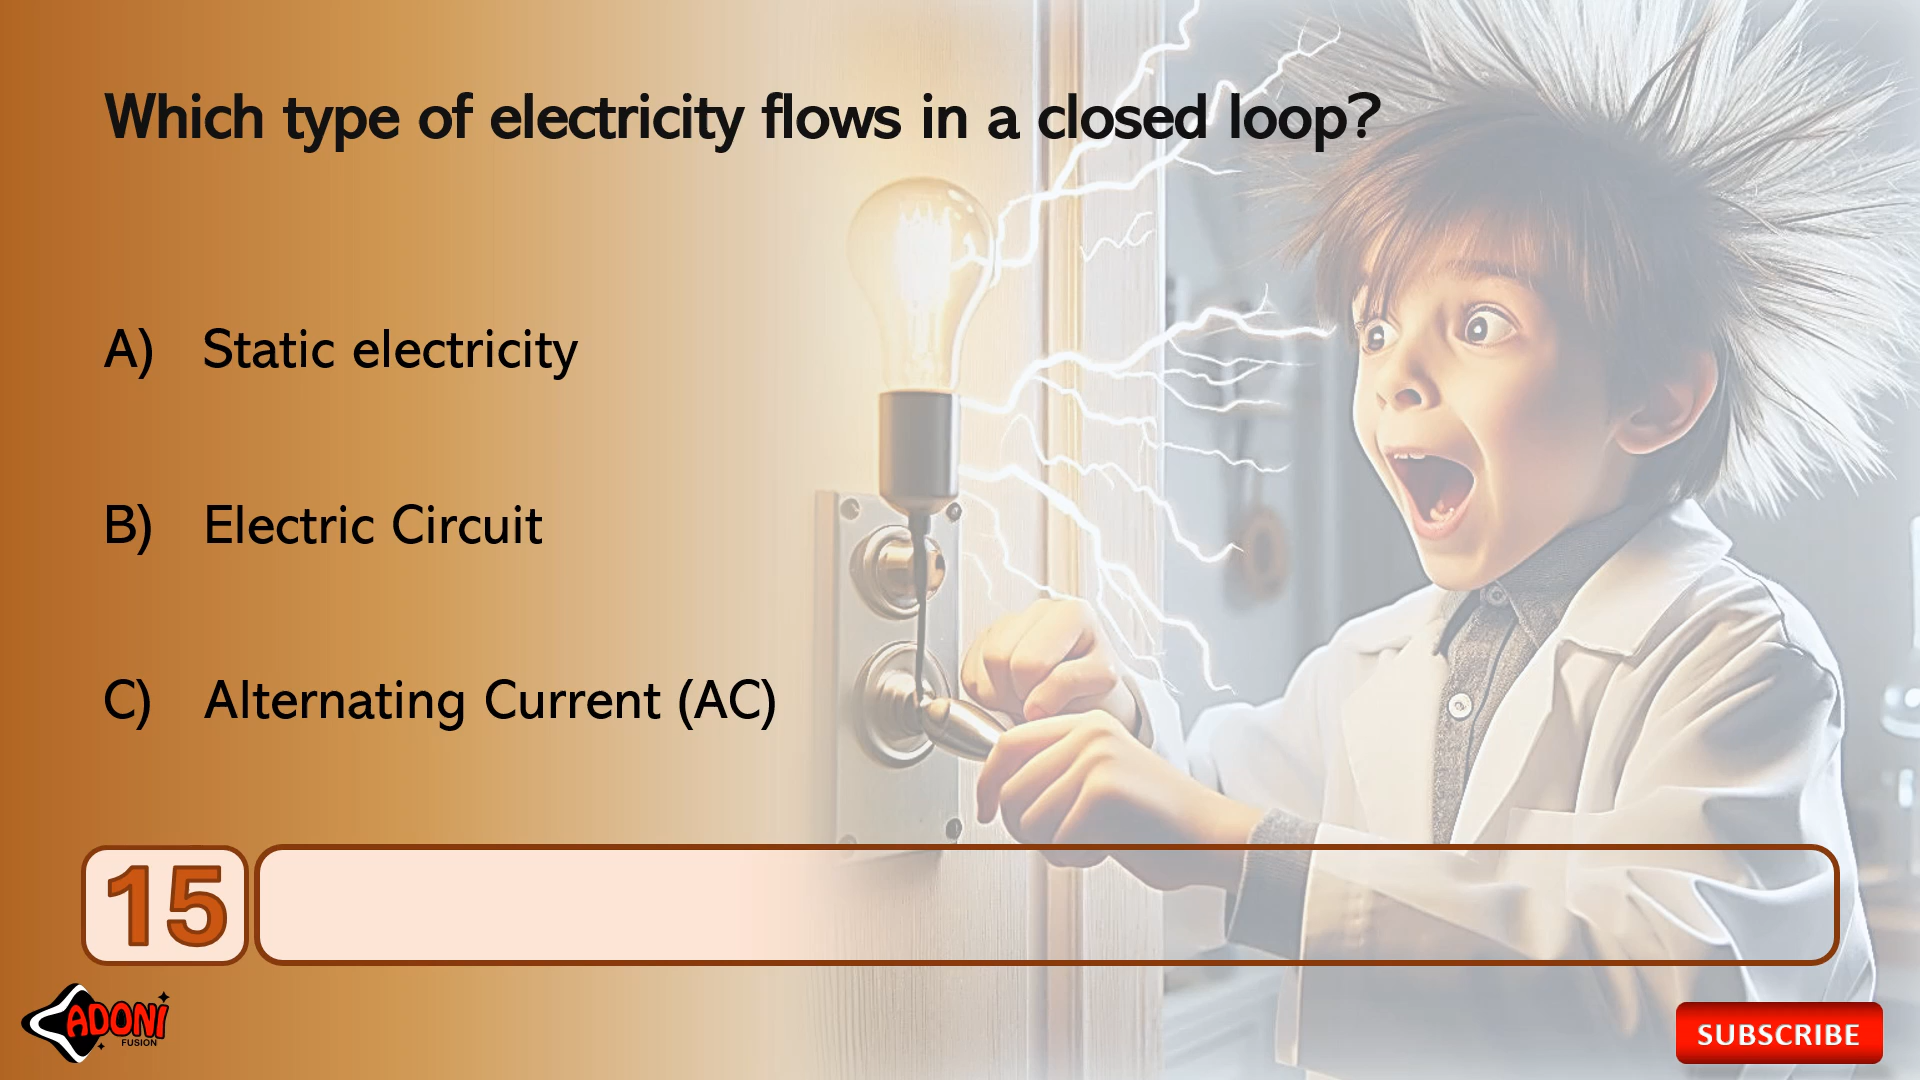 Which type of electricity flows in a closed loop?
A) Static electricity
B) Electric Circuit
C) Alternating Current (AC)
15
ADONI
FUSION
SUBSCRIBE